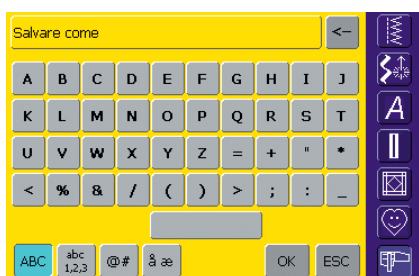 Salvare come <-
A B C D E F G H I J
K L M N O P Q R S T
U V W X Y Z = + " *
< % & / ( ) > ; : _
ABC abc 1,2,3 @# å æ OK ESC
A